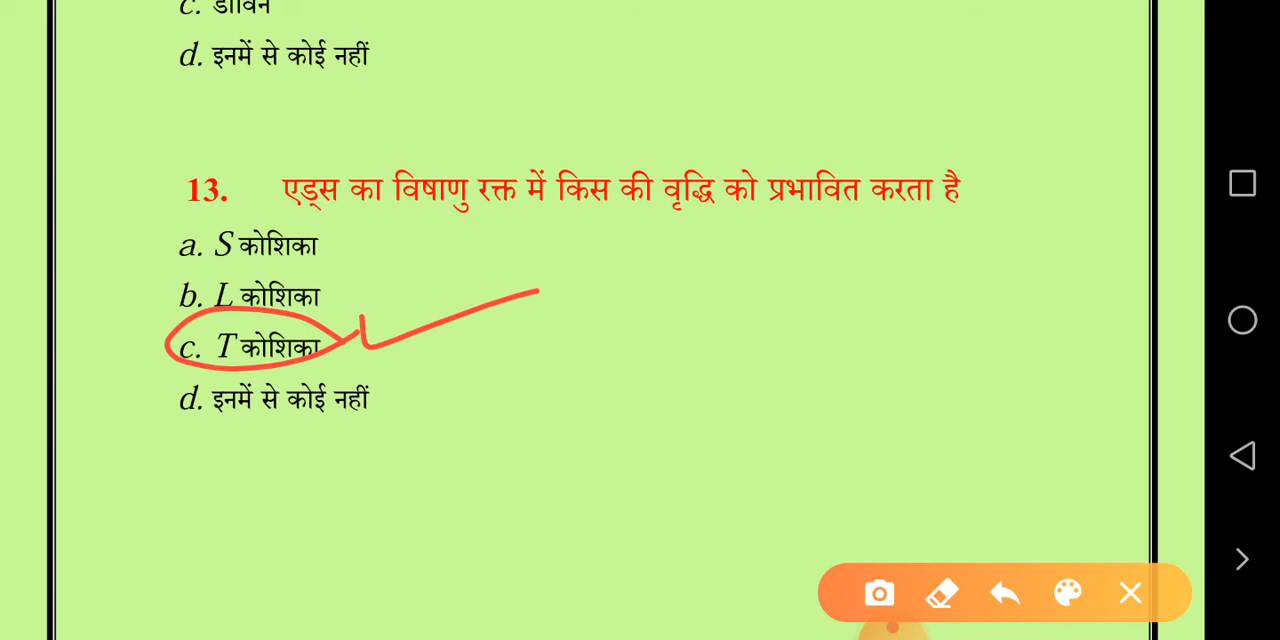 c. डार्विन
d. इनमें से कोई नहीं
13. एड्स का विषाणु रक्त में किस की वृद्धि को प्रभावित करता है
a. S कोशिका
b. L कोशिका
c. T कोशिका
d. इनमें से कोई नहीं